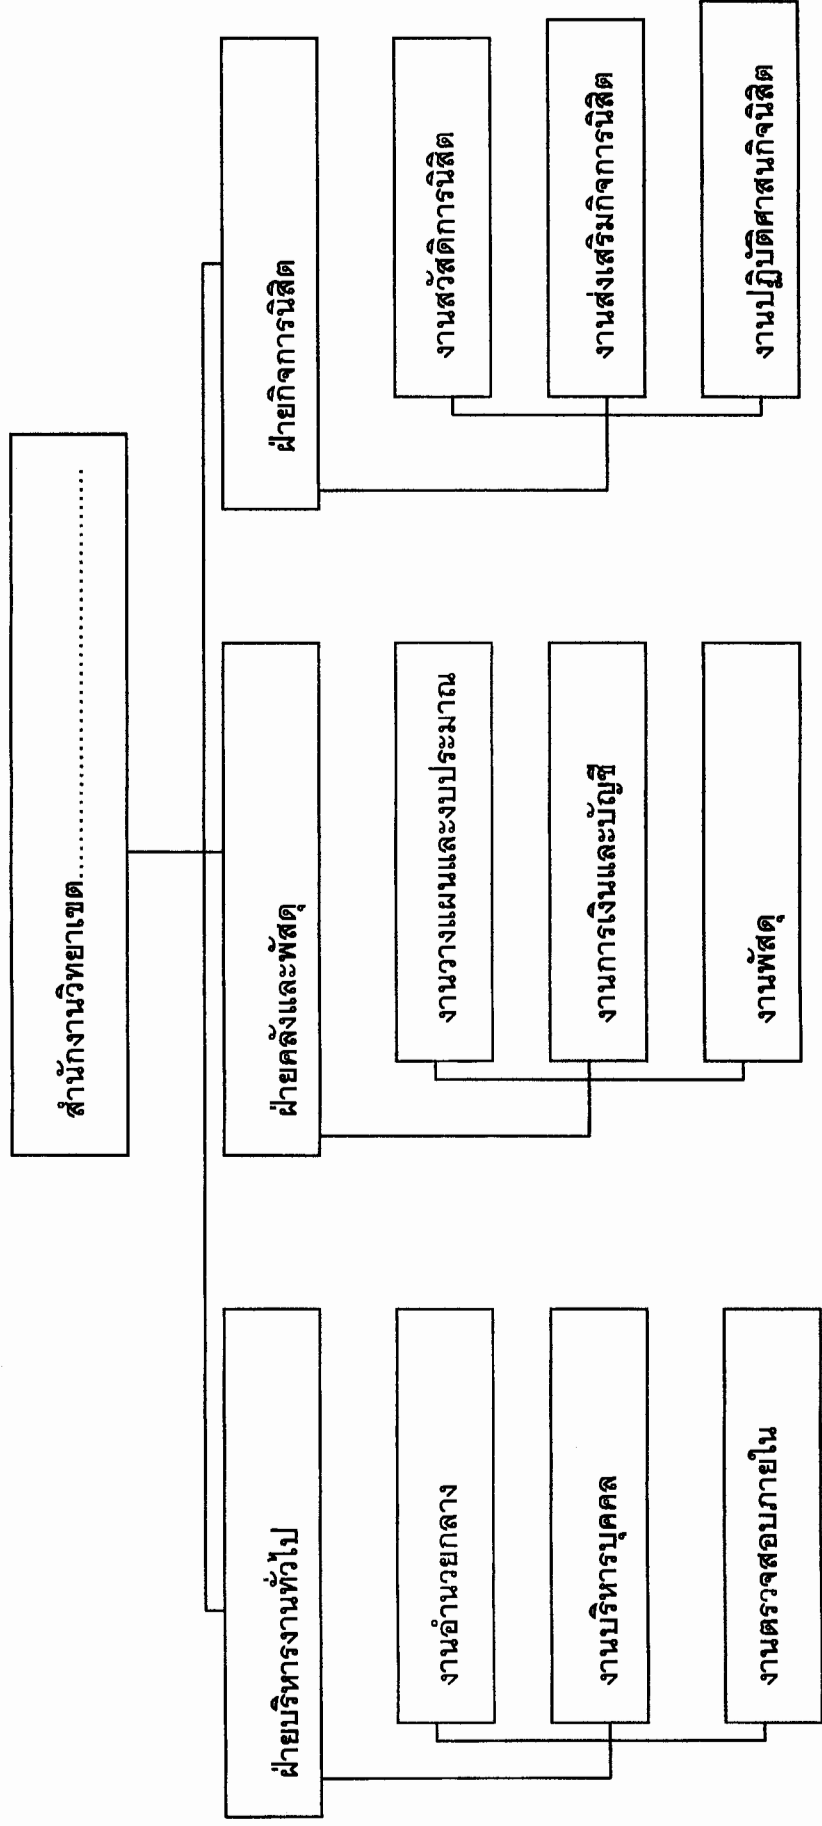 สำนักงานวิทยาเขต............................................
ฝ่ายบริหารงานทั่วไป
งานอำนวยกลาง
งานบริหารบุคคล
งานตรวจสอบภายใน
ฝ่ายคลังและพัสดุ
งานวางแผนและงบประมาณ
งานการเงินและบัญชี
งานพัสดุ
ฝ่ายกิจการนิสิต
งานสวัสดิการนิสิต
งานส่งเสริมกิจการนิสิต
งานปฏิบัติศาสนกิจนิสิต